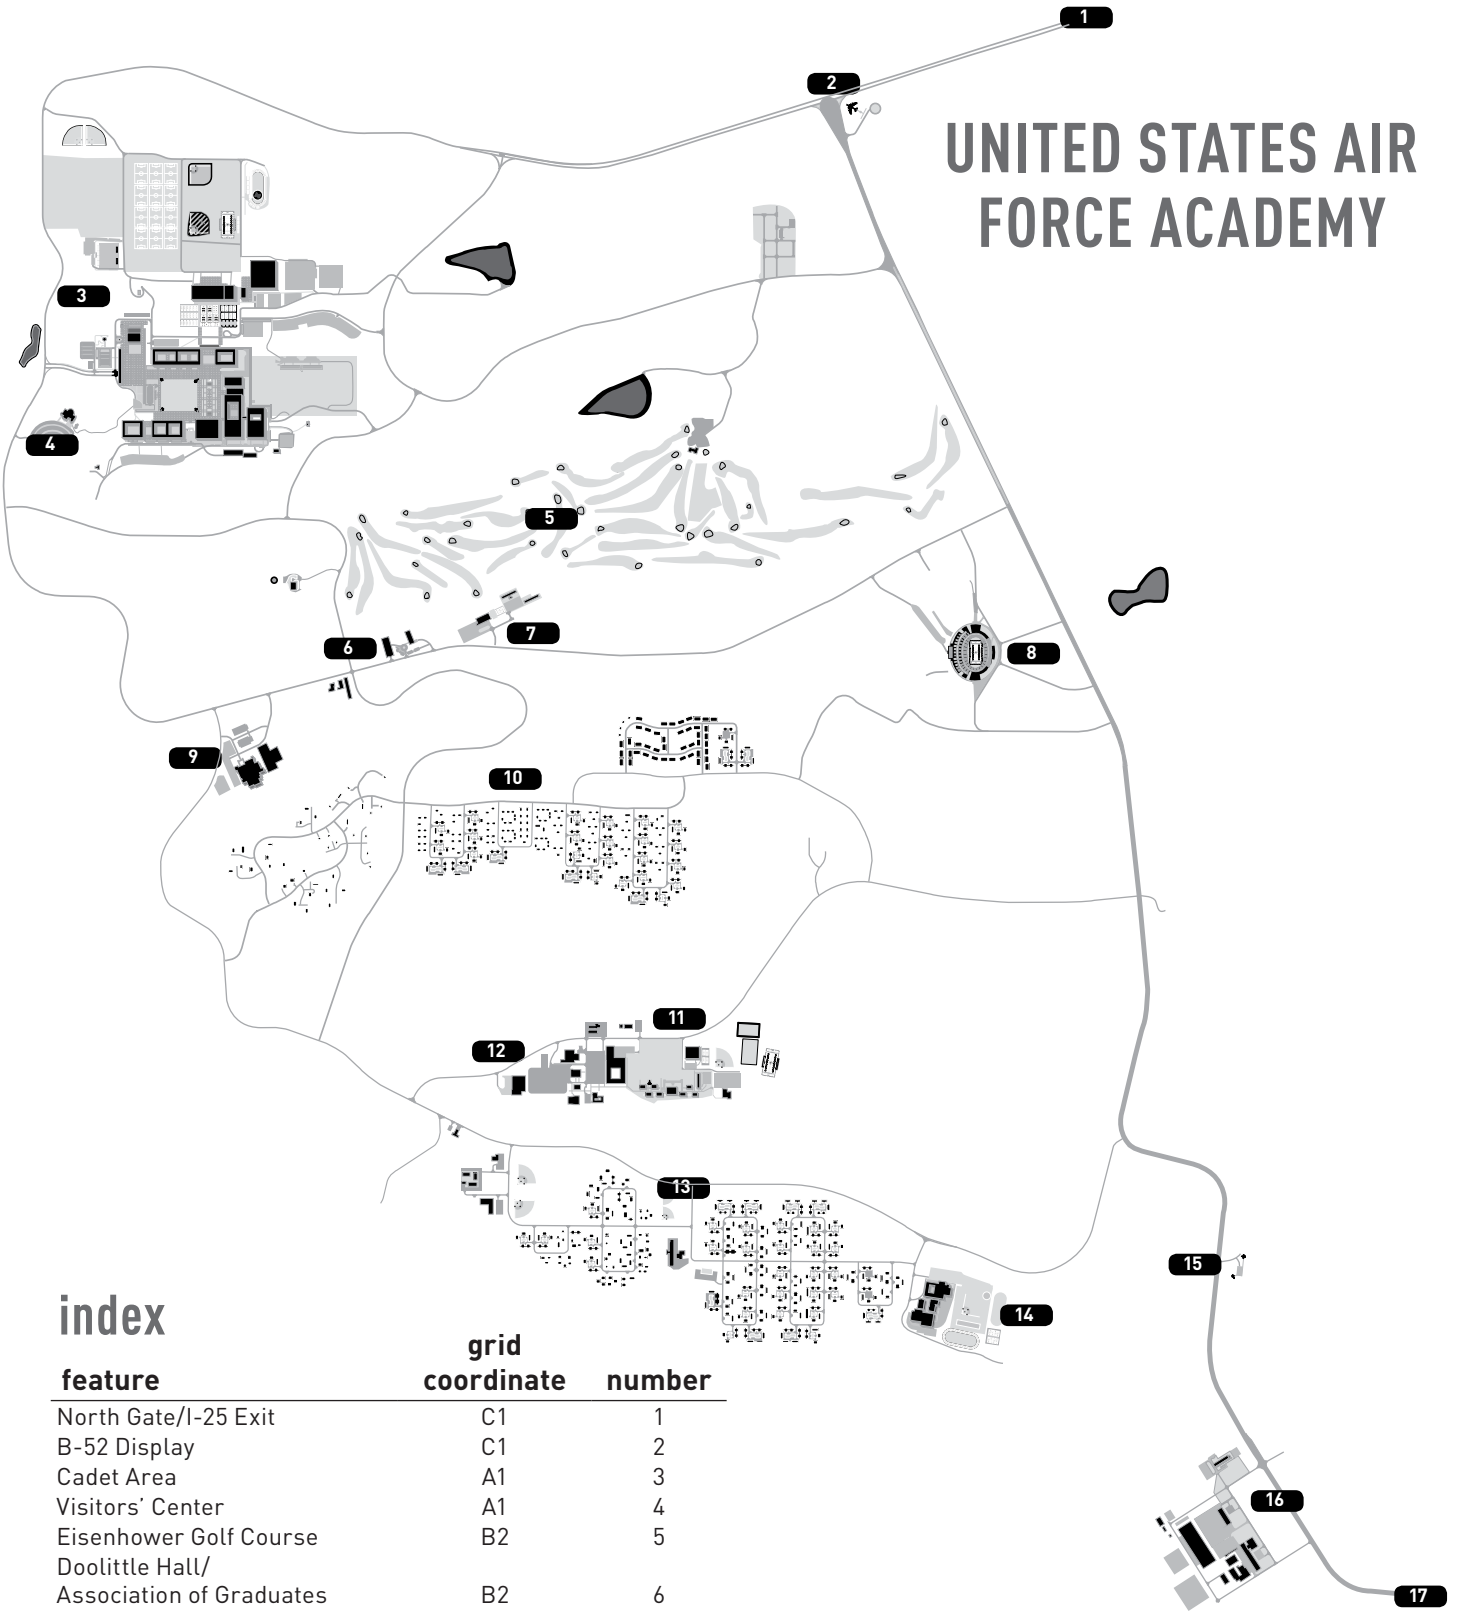 1
2
UNITED STATES AIR
FORCE ACADEMY
3
4
5
6
7
8
9
10
11
12
13
14
15
16
17
index
feature grid coordinate number
North Gate/I-25 Exit C1 1
B-52 Display C1 2
Cadet Area A1 3
Visitors’ Center A1 4
Eisenhower Golf Course B2 5
Doolittle Hall/
Association of Graduates B2 6